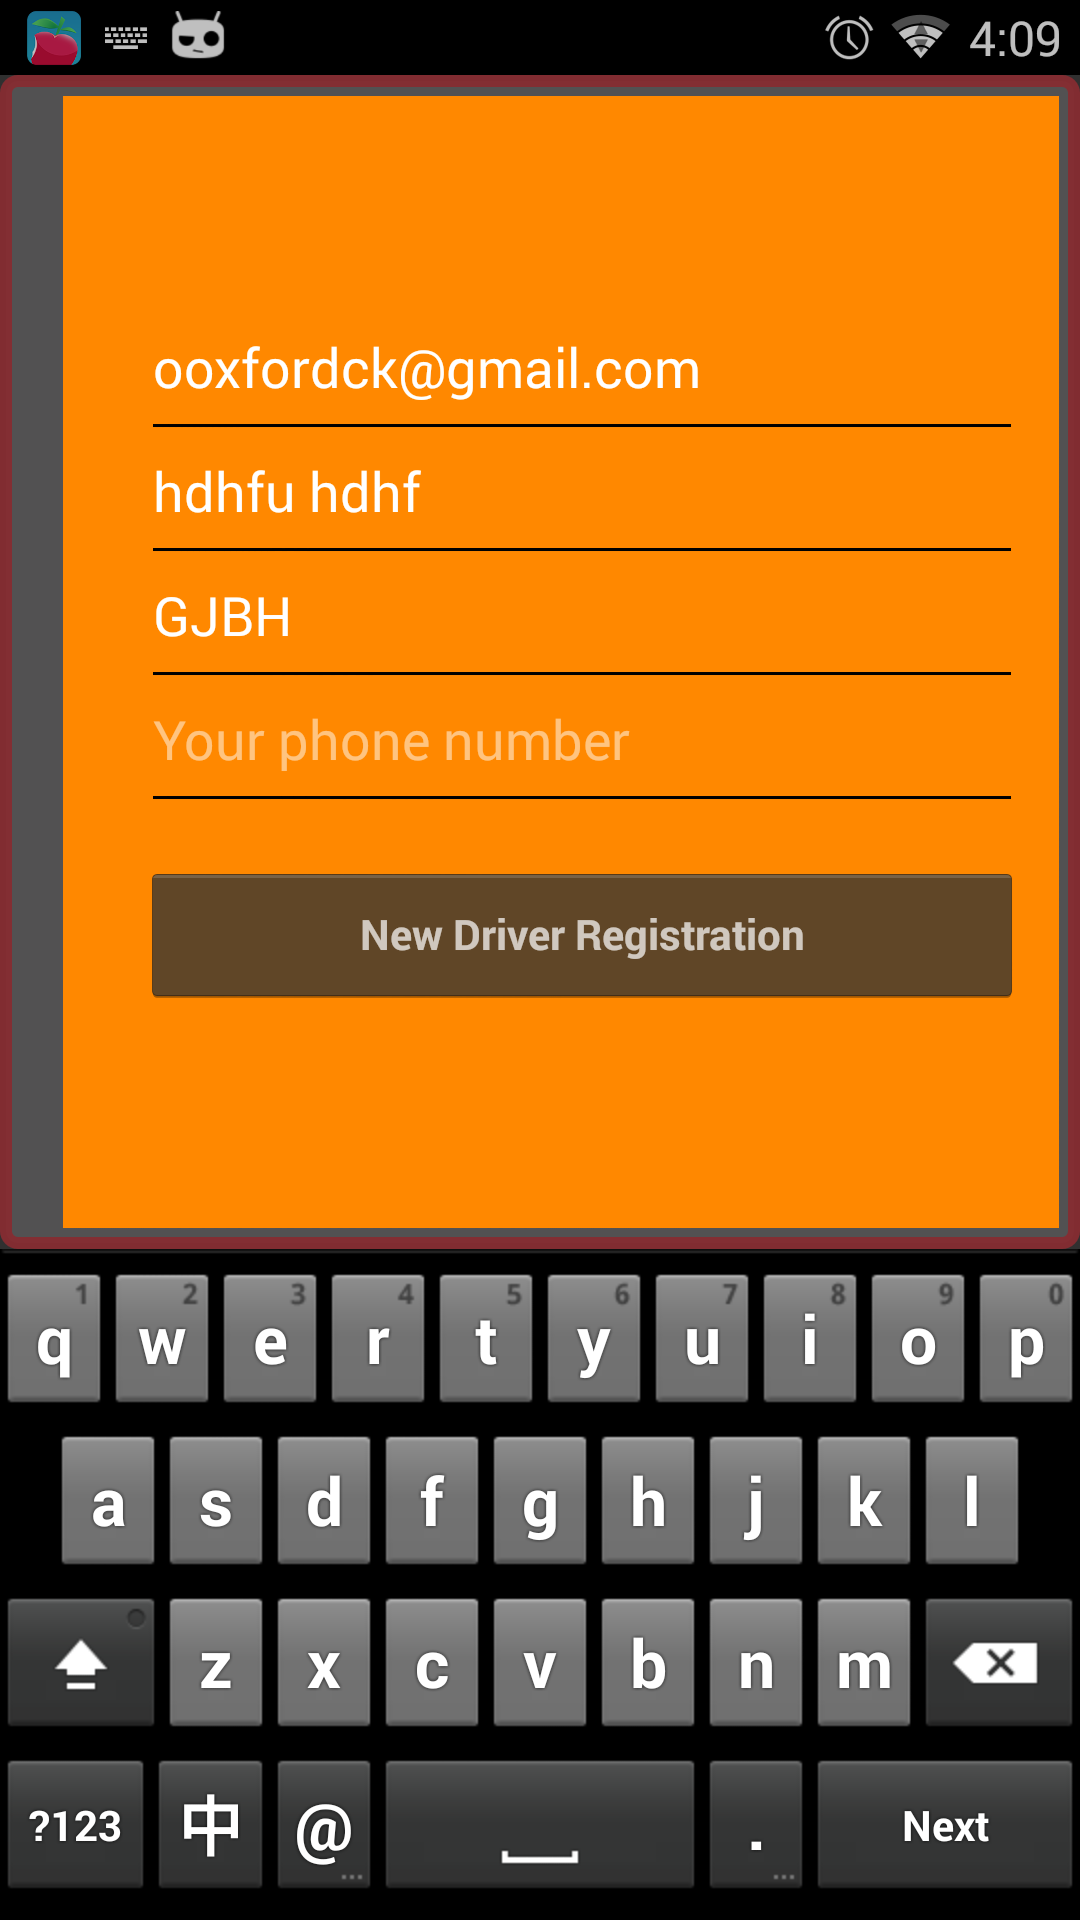 4:09
ooxfordck@gmail.com
hdhfu hdhf
GJBH
Your phone number
New Driver Registration
1 2 3 4 5 6 7 8 9 0
q w e r t y u i o p
a s d f g h j k l
z x c v b n m
?123 中 @ . Next